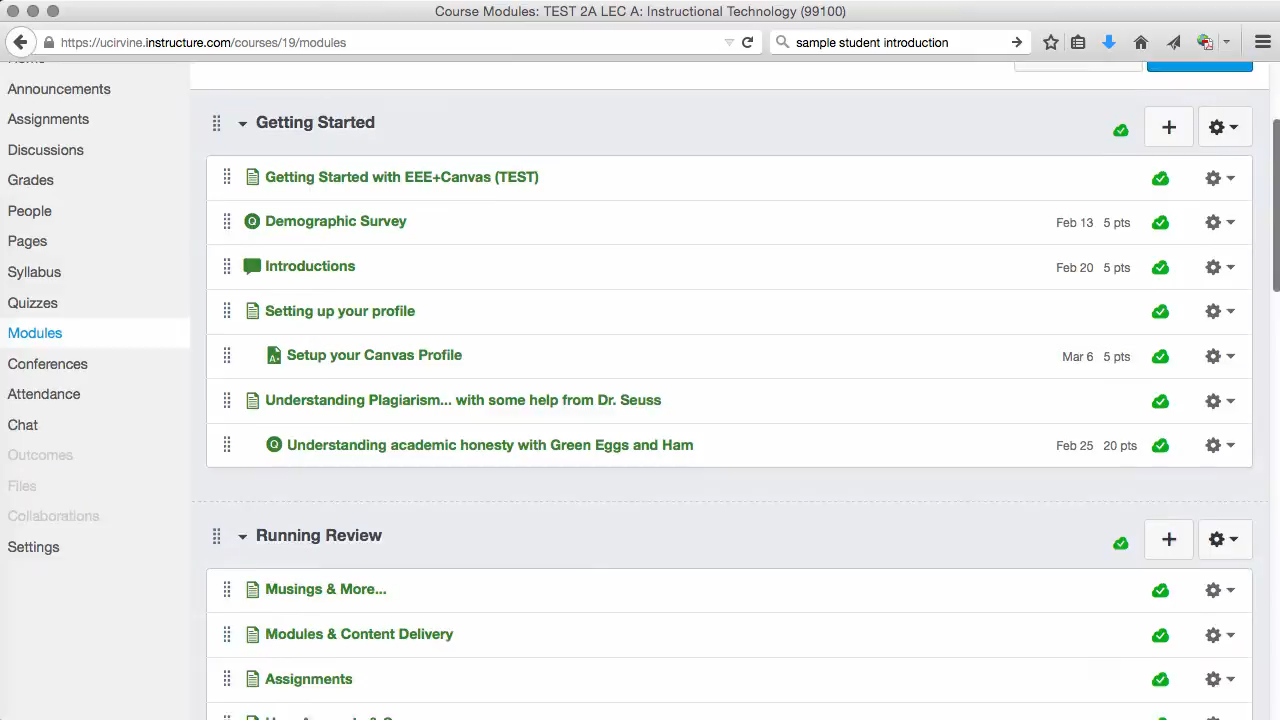 Course Modules: TEST 2A LEC A: Instructional Technology (99100)
https://ucirvine.instructure.com/courses/19/modules
sample student introduction
Announcements
Assignments
Discussions
Grades
People
Pages
Syllabus
Quizzes
Modules
Conferences
Attendance
Chat
Outcomes
Files
Collaborations
Settings
Getting Started
Getting Started with EEE+Canvas (TEST)
Demographic Survey Feb 13 5 pts
Introductions Feb 20 5 pts
Setting up your profile
Setup your Canvas Profile Mar 6 5 pts
Understanding Plagiarism... with some help from Dr. Seuss
Understanding academic honesty with Green Eggs and Ham Feb 25 20 pts
Running Review
Musings & More...
Modules & Content Delivery
Assignments